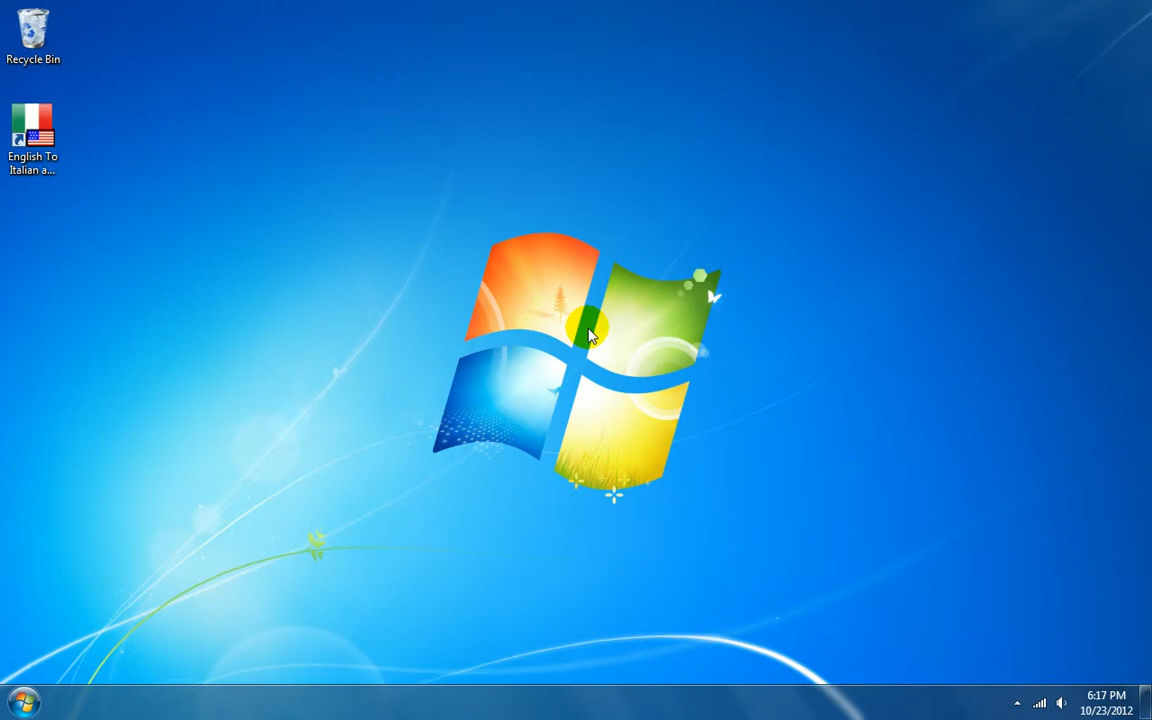 Recycle Bin
English To
Italian a...
6:17 PM
10/23/2012